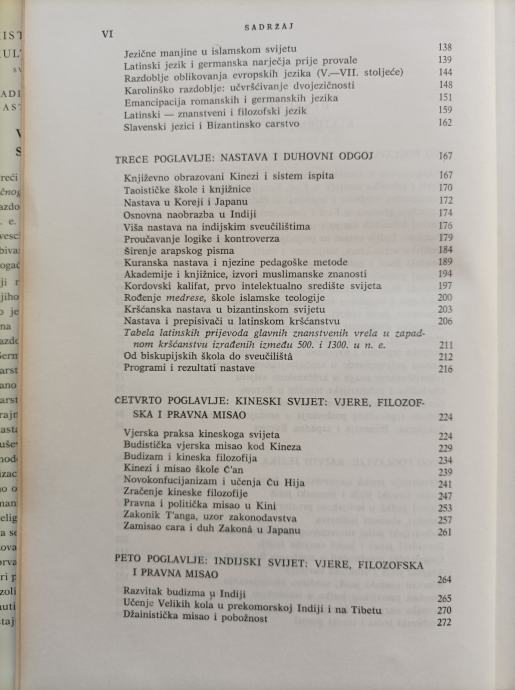 VI
SADRŽAJ
Jezične manjine u islamskom svijetu 138
Latinski jezik i germanska narječja prije provale 139
Razdoblje oblikovanja evropskih jezika (V.—VII. stoljeće) 144
Karolinško razdoblje: učvršćivanje dvojezičnosti 148
Emancipacija romanskih i germanskih jezika 151
Latinski — znanstveni i filozofski jezik 159
Slavenski jezici i Bizantinsko carstvo 162
TREĆE POGLAVLJE: NASTAVA I DUHOVNI ODGOJ 167
Književno obrazovani Kinezi i sistem ispita 167
Taoističke škole i knjižnice 170
Nastava u Koreji i Japanu 172
Osnovna naobrazba u Indiji 174
Viša nastava na indijskim sveučilištima 176
Proučavanje logike i kontroverza 179
Širenje arapskog pisma 184
Kuranska nastava i njezine pedagoške metode 189
Akademije i knjižnice, izvori muslimanske znanosti 194
Kordovski kalifat, prvo intelektualno središte svijeta 197
Rođenje medrese, škole islamske teologije 200
Kršćanska nastava u bizantinskom svijetu 203
Nastava i prepisivači u latinskom kršćanstvu 206
Tabela latinskih prijevoda glavnih znanstvenih vrela u zapad-
nom kršćanstvu izrađenih između 500. i 1300. u n. e. 211
Od biskupijskih škola do sveučilištâ 212
Programi i rezultati nastave 216
ČETVRTO POGLAVLJE: KINESKI SVIJET: VJERE, FILOZOF-
SKA I PRAVNA MISAO 224
Vjerska praksa kineskoga svijeta 224
Budistička vjerska misao kod Kineza 229
Budizam i kineska filozofija 234
Kinezi i misao škole Č'an 239
Novokonfucijanizam i učenja Ču Hija 241
Zračenje kineske filozofije 247
Pravna i politička misao u Kini 253
Zakonik T'anga, uzor zakonodavstva 257
Zamisao cara i duh Zakonâ u Japanu 261
PETO POGLAVLJE: INDIJSKI SVIJET: VJERE, FILOZOFSKA
I PRAVNA MISAO 264
Razvitak budizma u Indiji 265
Učenje Velikih kola u prekomorskoj Indiji i na Tibetu 270
Džainistička misao i pobožnost 272